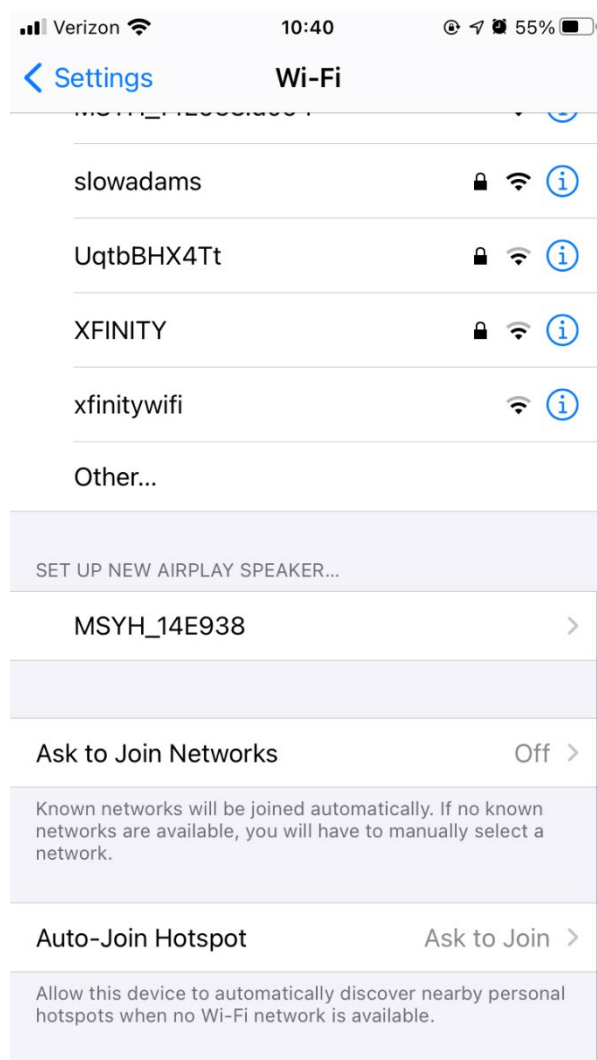 Verizon 10:40 55%
Settings Wi-Fi
slowadams
UqtbBHX4Tt
XFINITY
xfinitywifi
Other...
SET UP NEW AIRPLAY SPEAKER...
MSYH_14E938
Ask to Join Networks Off
Known networks will be joined automatically. If no known
networks are available, you will have to manually select a
network.
Auto-Join Hotspot Ask to Join
Allow this device to automatically discover nearby personal
hotspots when no Wi-Fi network is available.